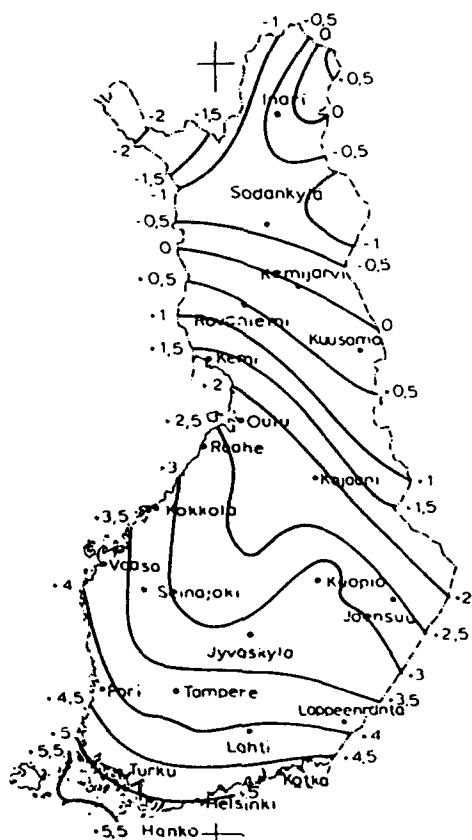 -1
-0,5
0
+0,5
-2
-1,5
Inari
0
-2
-0,5
-1,5
-1
Sodankylä
-0,5
-1
0
-0,5
Kemijärvi
+0,5
Rovaniemi
0
+1
Kuusamo
+1,5
Kemi
+2
+0,5
+2,5
Oulu
Raahe
+3
Kajaani
+1
+1,5
+3,5
Kokkola
Vaasa
Kuopio
+4
Seinäjoki
+2
Joensuu
+2,5
Jyväskylä
+3
Pori
Tampere
+3,5
+4,5
Lappeenranta
+4
+5
Lahti
+4,5
+5,5
Turku
Kotka
+5
Helsinki
+5,5
Hanko